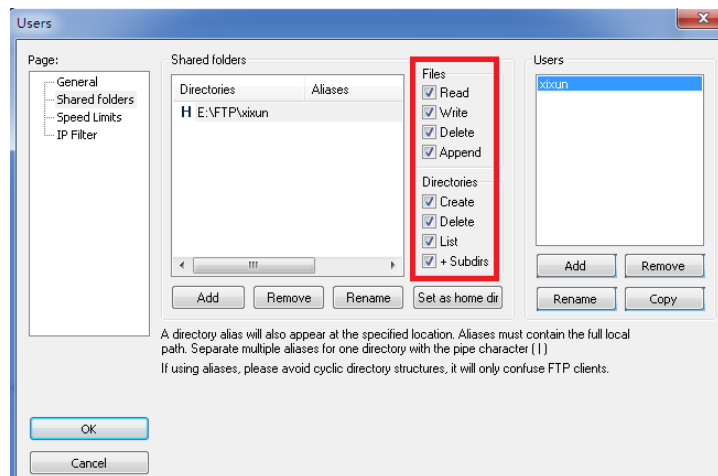 Users
Page:
General
Shared folders
Speed Limits
IP Filter
Shared folders
Directories Aliases
H E:\FTP\xixun
Files
Read
Write
Delete
Append
Directories
Create
Delete
List
+ Subdirs
Add Remove Rename Set as home dir
Users
xixun
Add Remove
Rename Copy
A directory alias will also appear at the specified location. Aliases must contain the full local
path. Separate multiple aliases for one directory with the pipe character ( | )
If using aliases, please avoid cyclic directory structures, it will only confuse FTP clients.
OK
Cancel